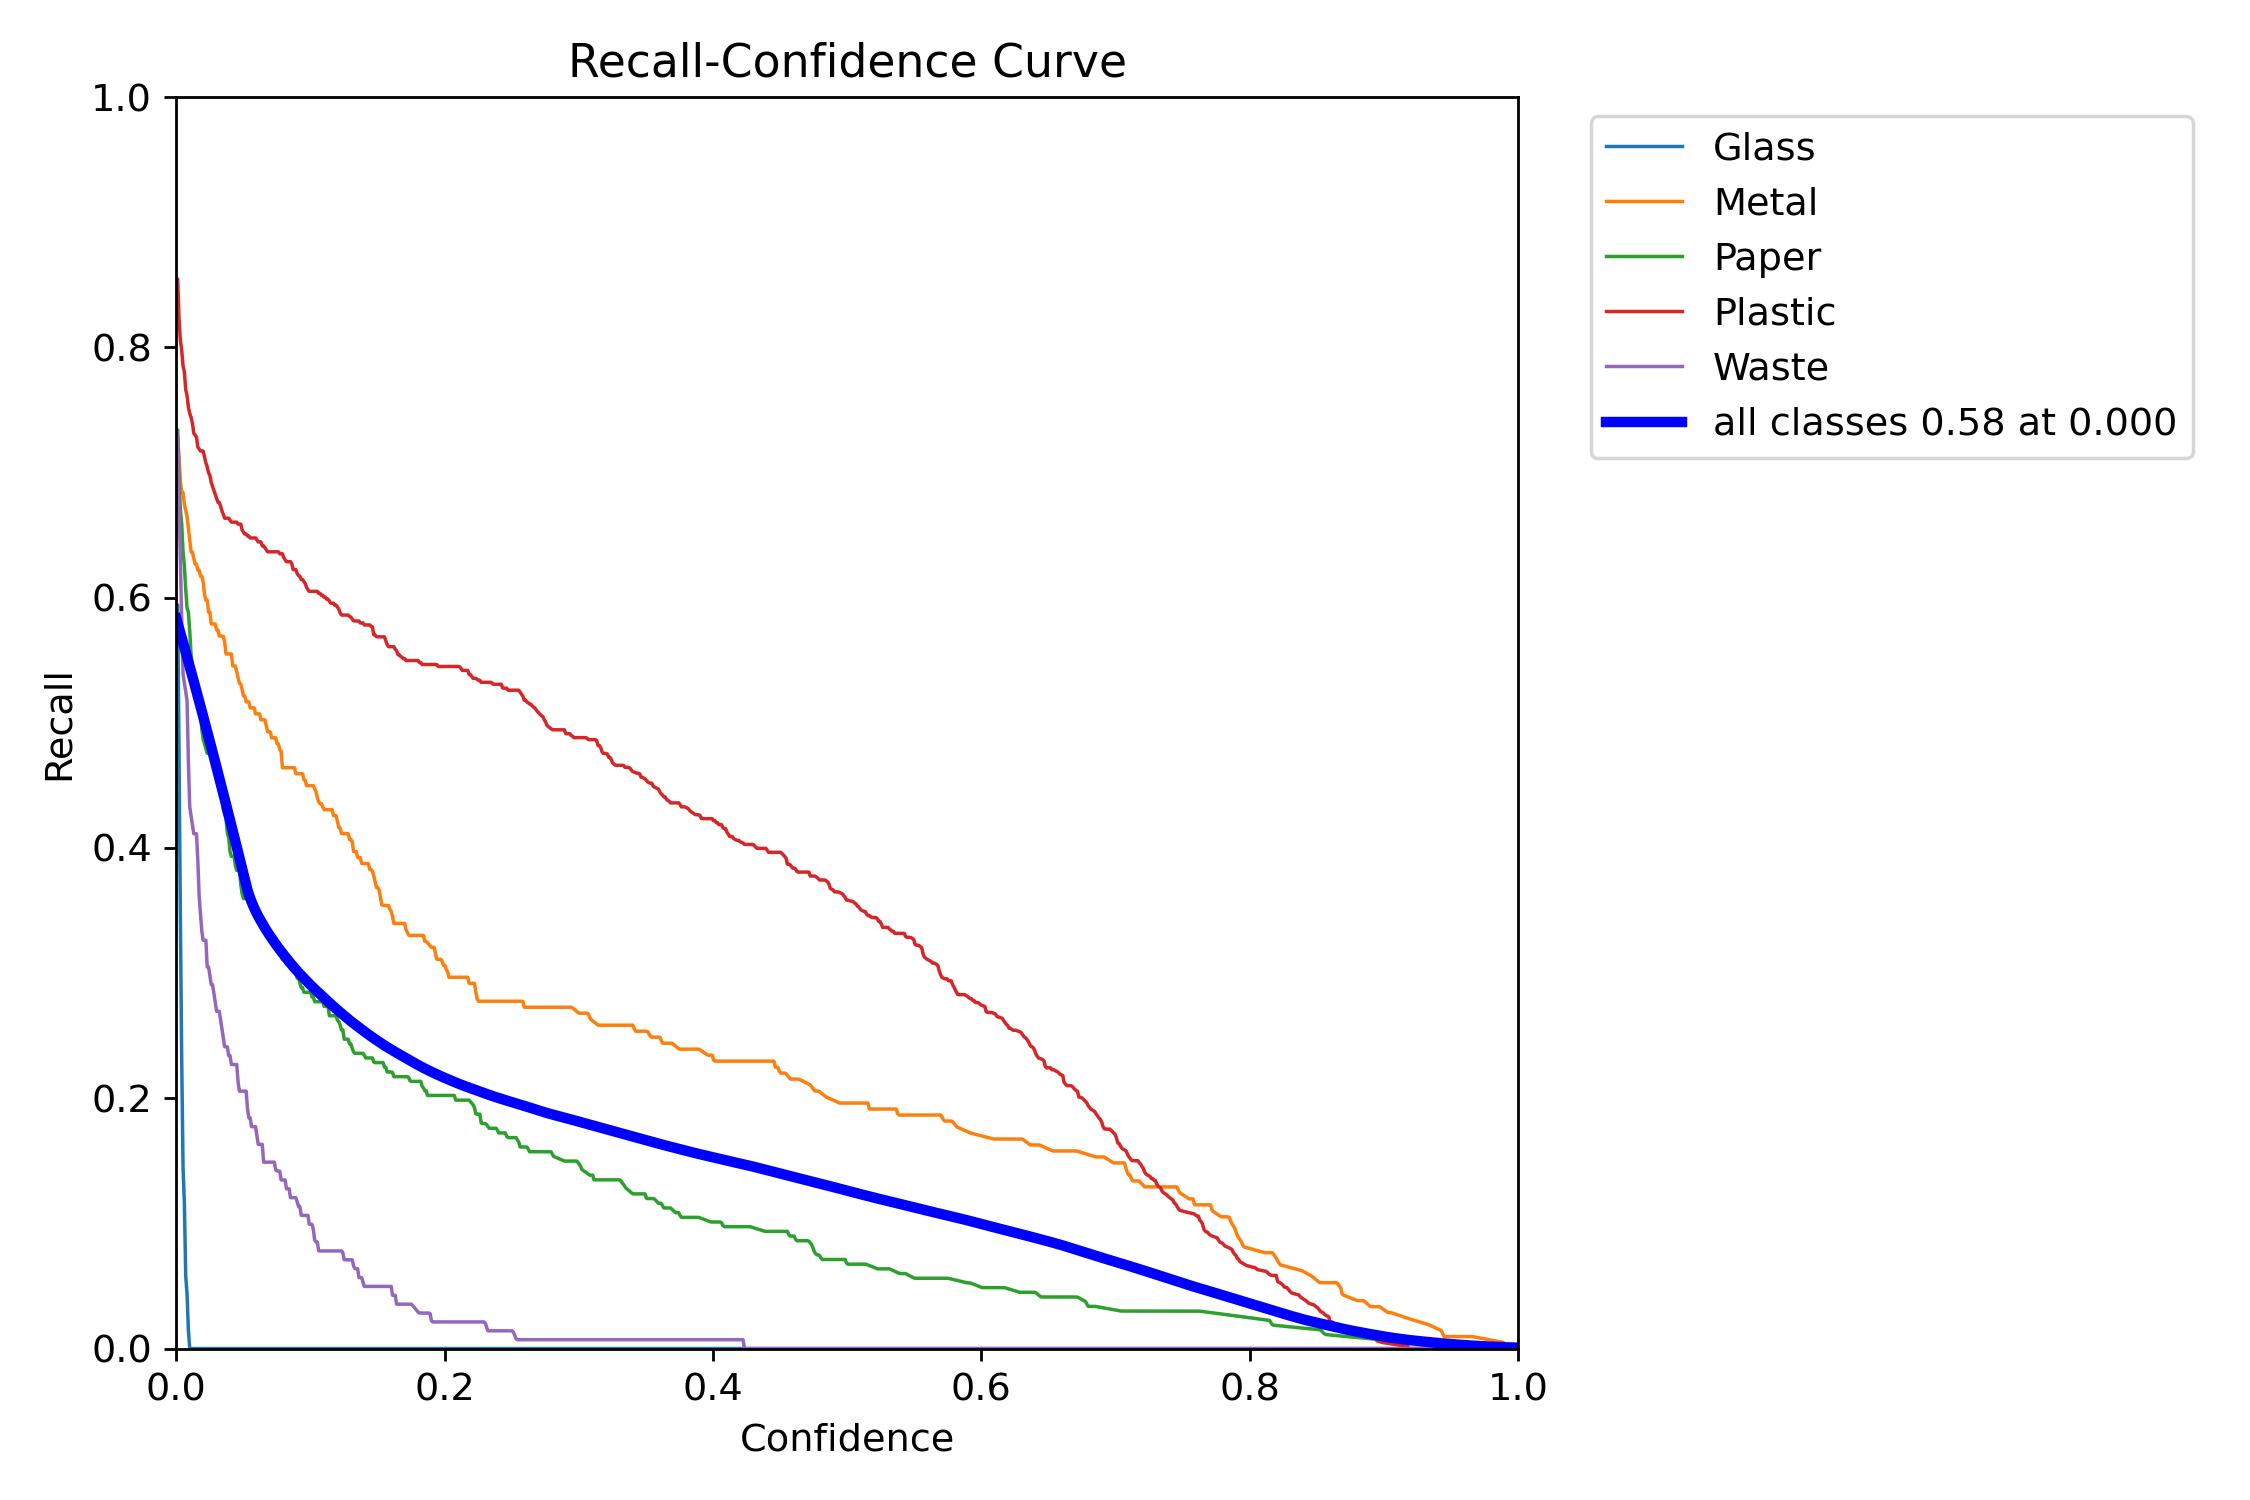 Recall-Confidence Curve
1.0
0.8
0.6
0.4
0.2
0.0
Recall
0.0 0.2 0.4 0.6 0.8 1.0
Confidence
Glass
Metal
Paper
Plastic
Waste
all classes 0.58 at 0.000